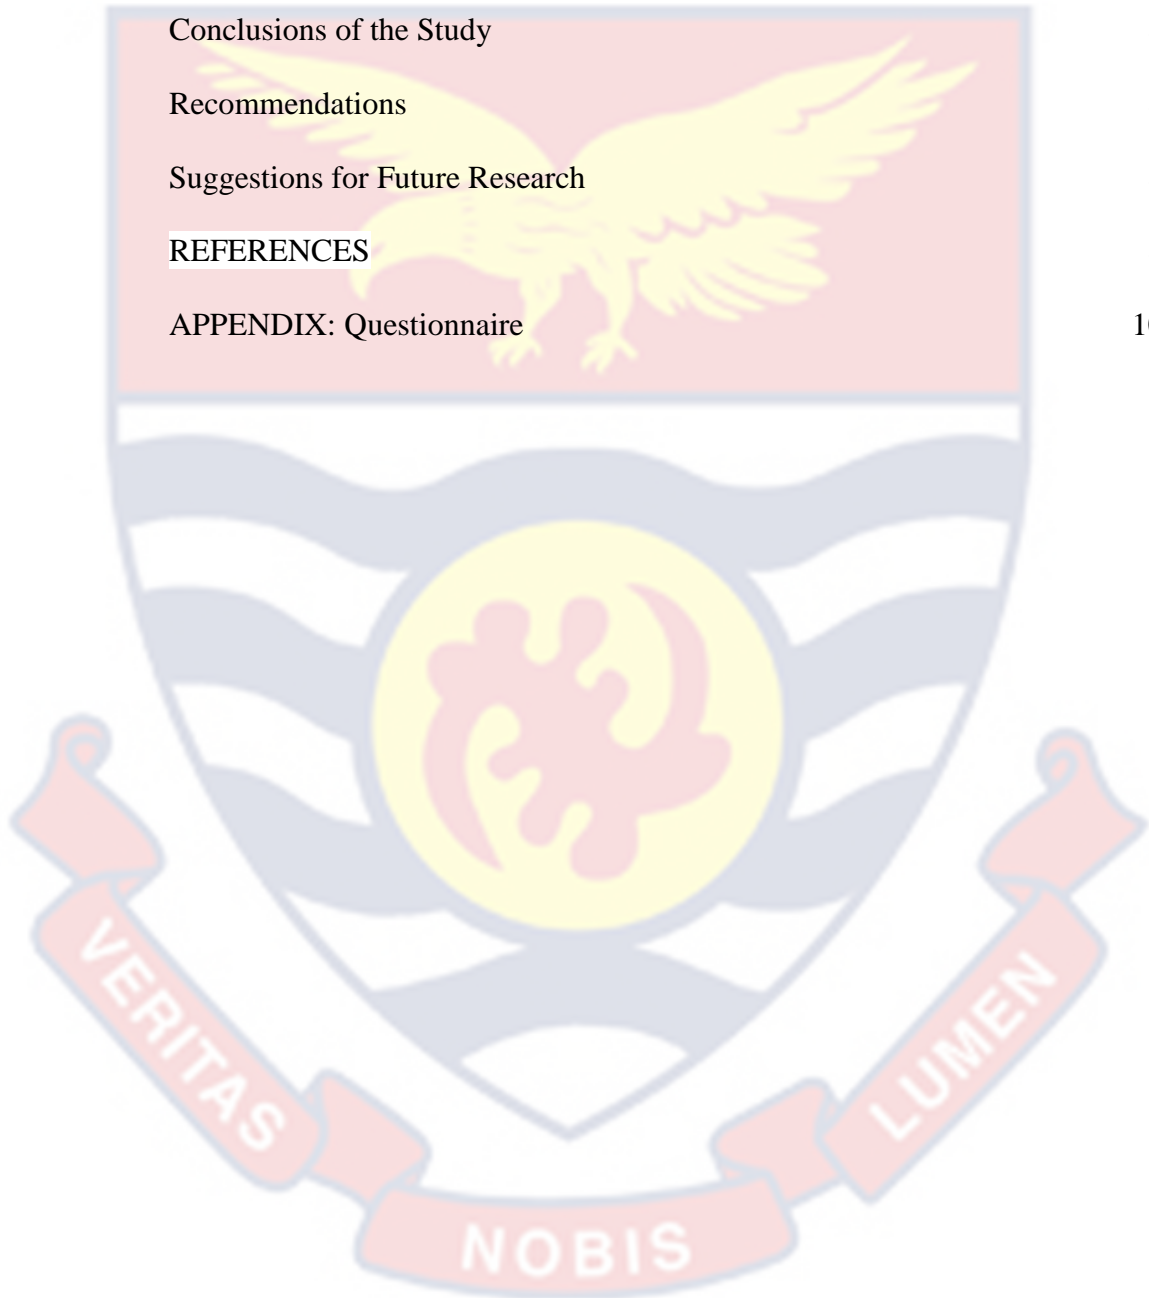 Conclusions of the Study
Recommendations
Suggestions for Future Research
REFERENCES
APPENDIX: Questionnaire
VERITAS
NOBIS
LUMEN